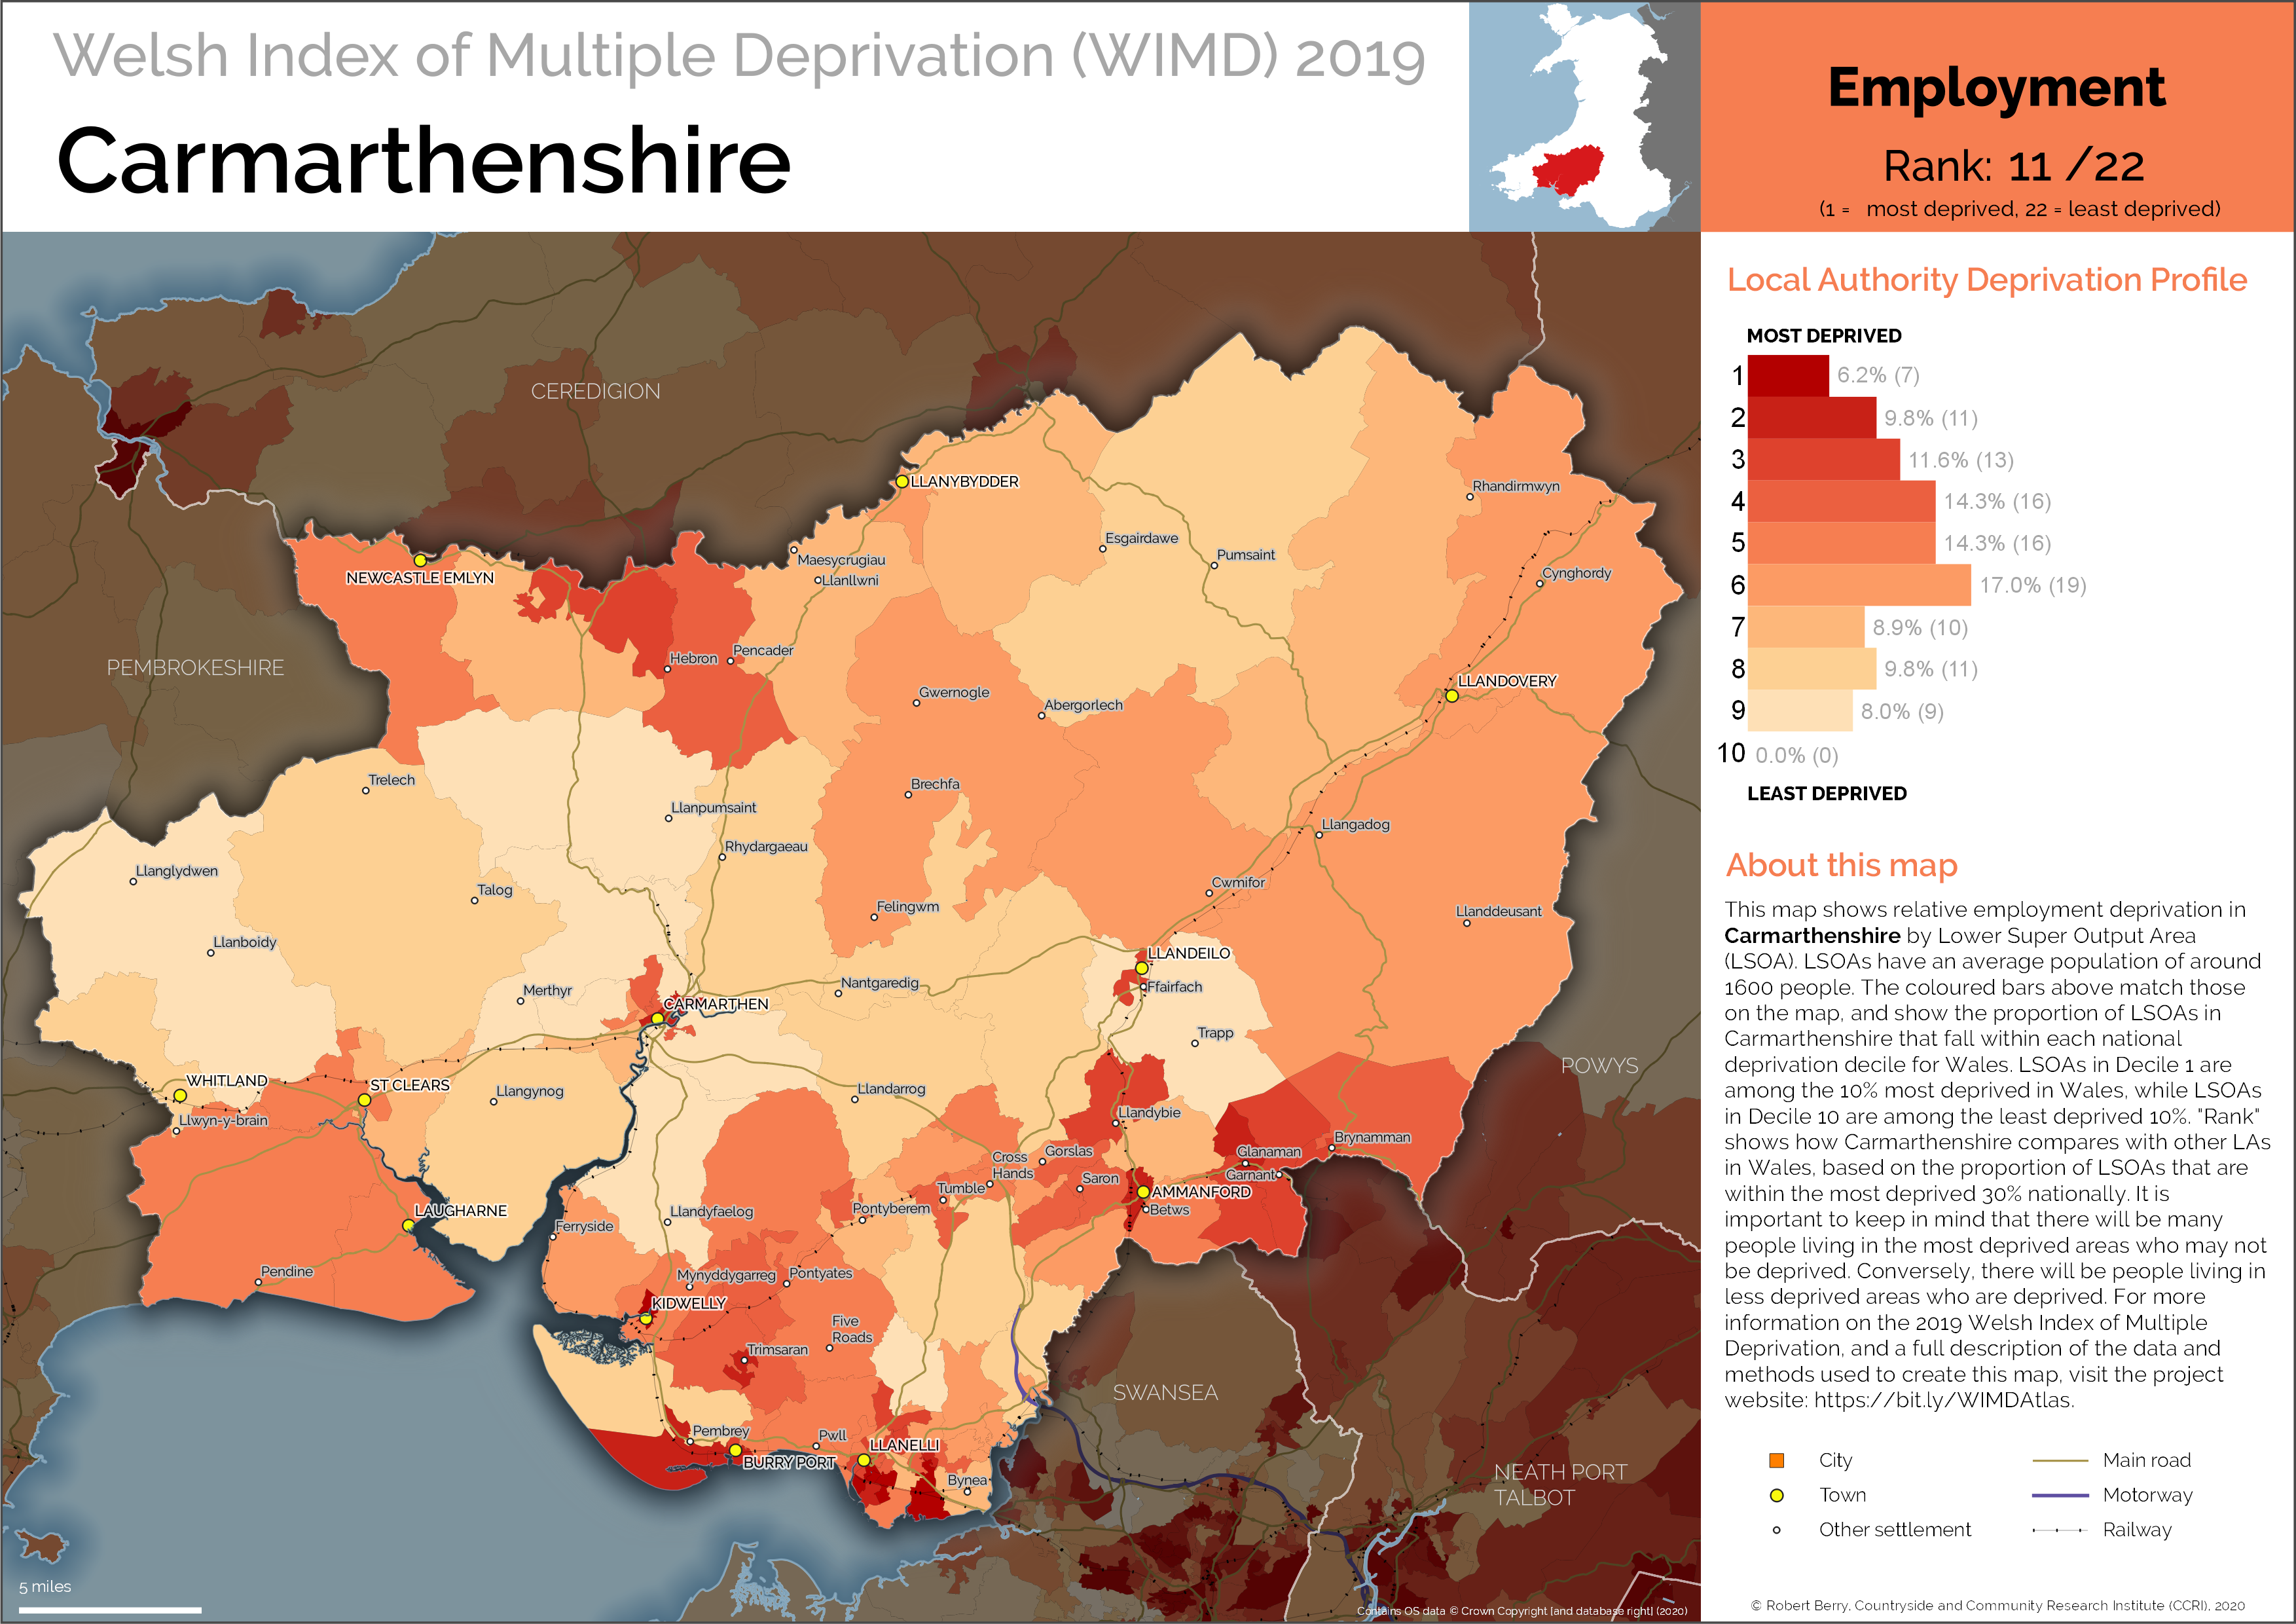 Welsh Index of Multiple Deprivation (WIMD) 2019
Carmarthenshire
Employment
Rank: 11 /22
(1 = most deprived, 22 = least deprived)
Local Authority Deprivation Profile
MOST DEPRIVED
1 6.2% (7)
2 9.8% (11)
3 11.6% (13)
4 14.3% (16)
5 14.3% (16)
6 17.0% (19)
7 8.9% (10)
8 9.8% (11)
9 8.0% (9)
10 0.0% (0)
LEAST DEPRIVED
About this map
This map shows relative employment deprivation in
Carmarthenshire by Lower Super Output Area
(LSOA). LSOAs have an average population of around
1600 people. The coloured bars above match those
on the map, and show the proportion of LSOAs in
Carmarthenshire that fall within each national
deprivation decile for Wales. LSOAs in Decile 1 are
among the 10% most deprived in Wales, while LSOAs
in Decile 10 are among the least deprived 10%. "Rank"
shows how Carmarthenshire compares with other LAs
in Wales, based on the proportion of LSOAs that are
within the most deprived 30% nationally. It is
important to keep in mind that there will be many
people living in the most deprived areas who may not
be deprived. Conversely, there will be people living in
less deprived areas who are deprived. For more
information on the 2019 Welsh Index of Multiple
Deprivation, and a full description of the data and
methods used to create this map, visit the project
website: https://bit.ly/WIMDAtlas.
City
Town
Other settlement
Main road
Motorway
Railway
© Robert Berry, Countryside and Community Research Institute (CCRI), 2020
CEREDIGION
LLANYBYDDER
Rhandirmwyn
Esgairdawe
Maesycrugiau
Pumsaint
NEWCASTLE EMLYN
Llanllwni
Cynghordy
PEMBROKESHIRE
Hebron
Pencader
LLANDOVERY
Gwernogle
Abergorlech
Trelech
Brechfa
Llanpumsaint
Llangadog
Rhydargaeau
Llanglydwen
Talog
Cwmifor
Felingwm
Llanddeusant
Llanboidy
LLANDEILO
Nantgaredig
Ffairfach
Merthyr
CARMARTHEN
Trapp
POWYS
WHITLAND
ST CLEARS
Llangynog
Llandarrog
Llwyn-y-brain
Llandybie
Brynamman
Glanaman
Garnant
Cross
Hands
Gorslas
Saron
Tumble
AMMANFORD
Betws
LAUGHARNE
Llandyfaelog
Pontyberem
Ferryside
Pendine
Mynyddygarreg
Pontyates
KIDWELLY
Five
Roads
Trimsaran
SWANSEA
Pembrey
Pwll
LLANELLI
BURRY PORT
Bynea
NEATH PORT
TALBOT
5 miles
Contains OS data © Crown Copyright [and database right] (2020)